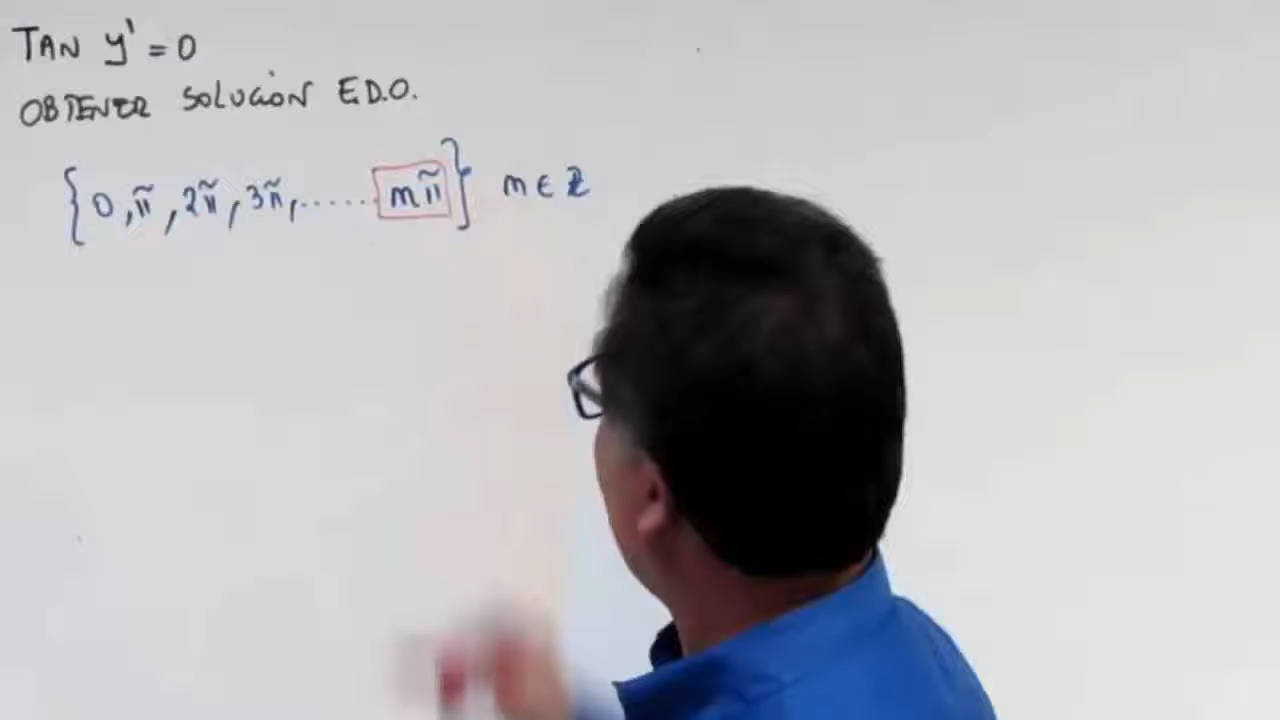 TAN y' = 0
OBTENER SOLUCIÓN E.D.O.
{0, π, 2π, 3π, ...... mπ} m ∈ ℤ